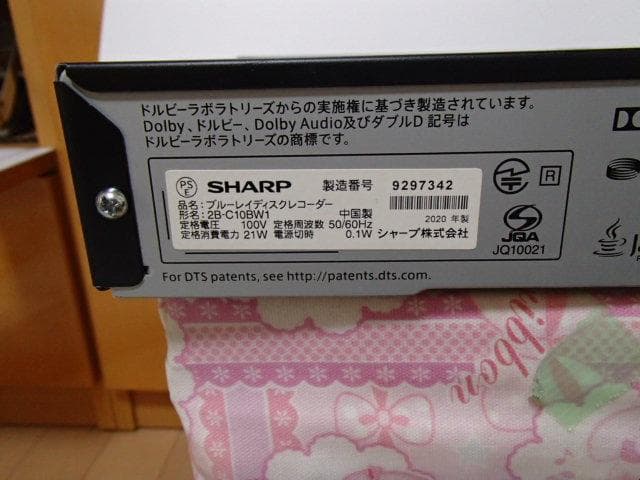 ドルビーラボラトリーズからの実施権に基づき製造されています。
Dolby、ドルビー、Dolby Audio及びダブルD 記号は
ドルビーラボラトリーズの商標です。
PSE SHARP 製造番号 9297342
品名：ブルーレイディスクレコーダー
形名：2B-C10BW1 中国製 2020 年製
定格電圧 100V 定格周波数 50/60Hz
定格消費電力 21W 電源切時 0.1W シャープ株式会社
R
JQA
JQ10021
For DTS patents, see http://patents.dts.com.
ribbon